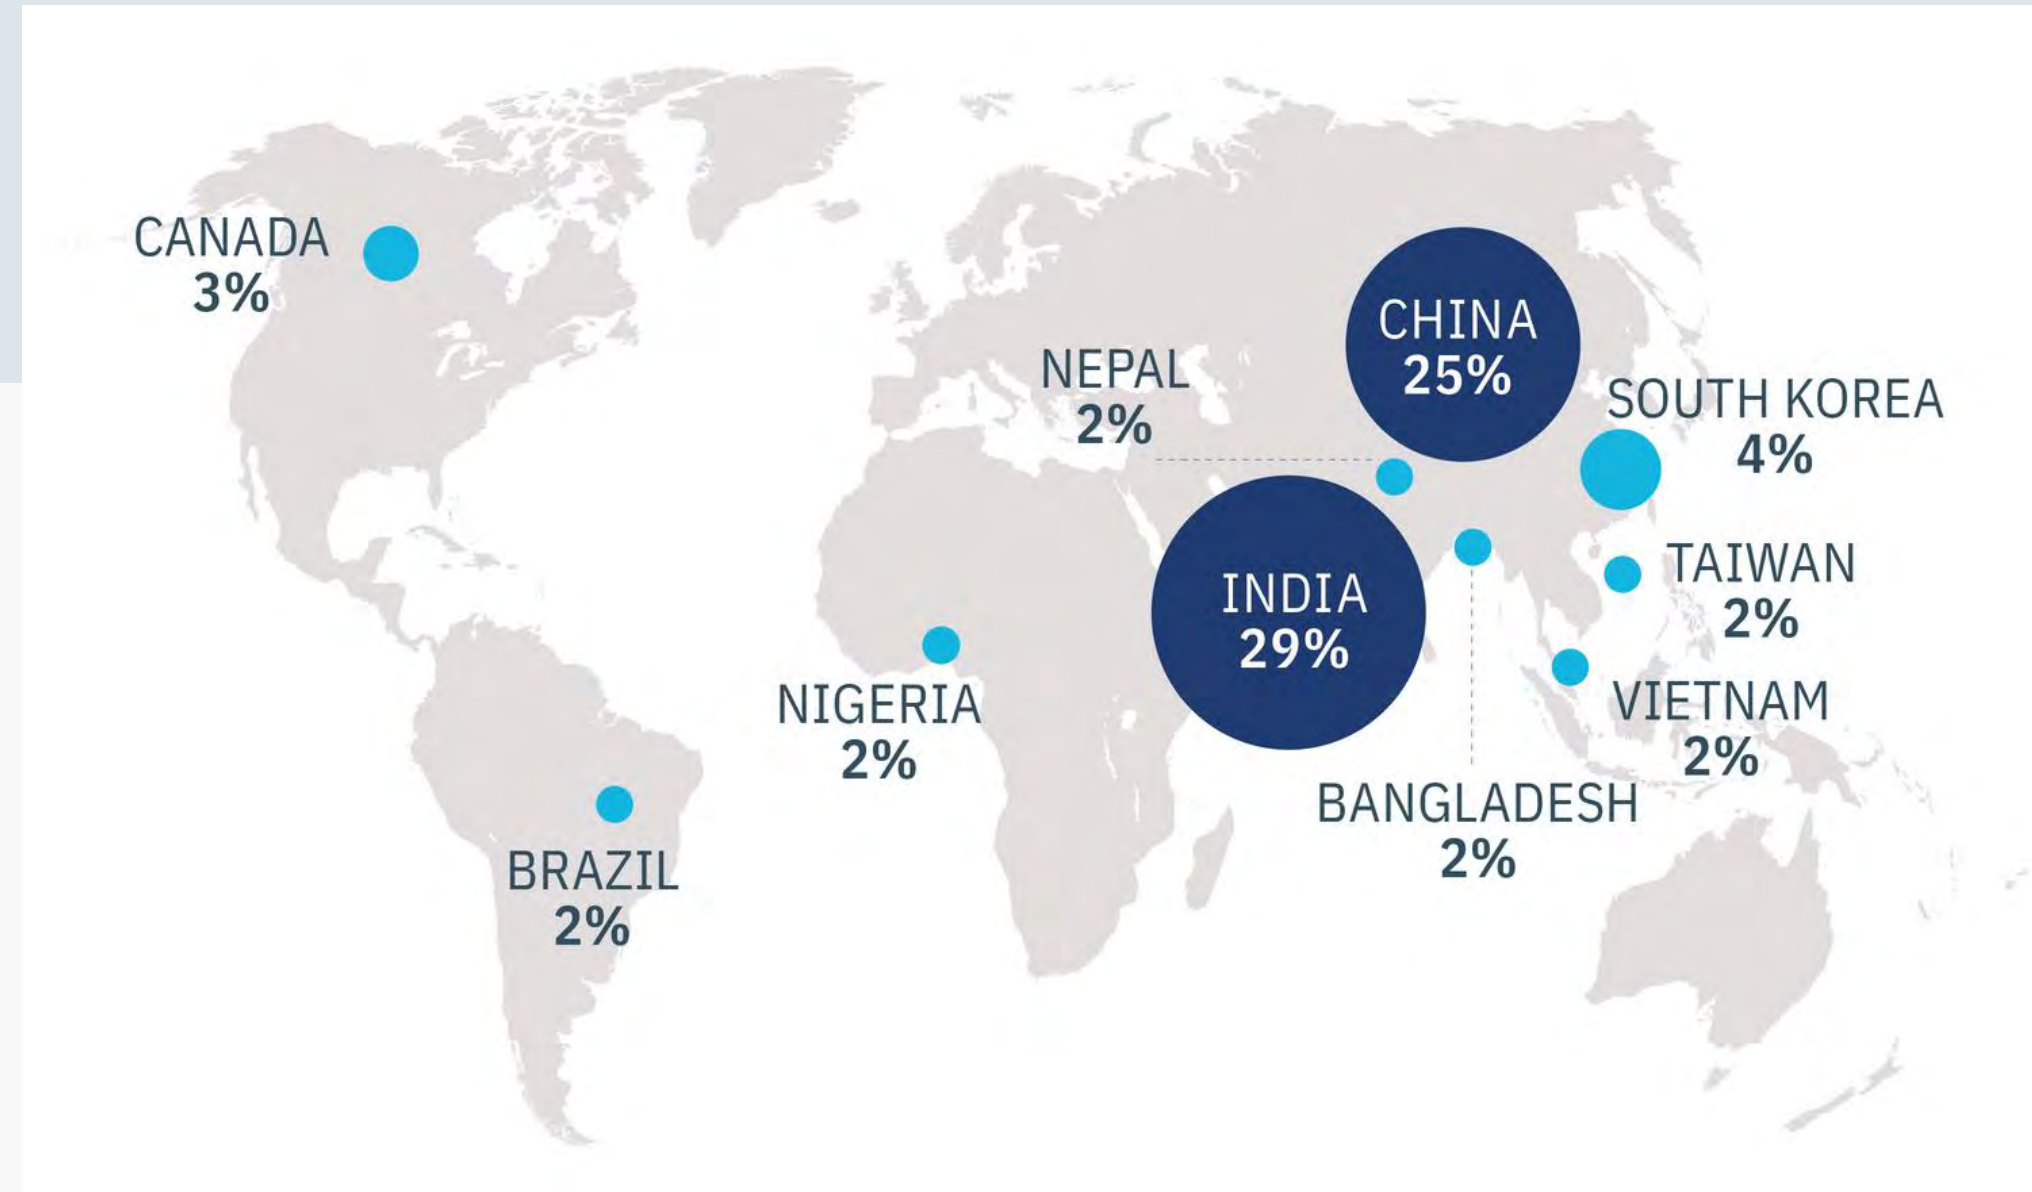 CANADA
3%
CHINA
25%
NEPAL
2%
SOUTH KOREA
4%
INDIA
29%
TAIWAN
2%
NIGERIA
2%
VIETNAM
2%
BANGLADESH
2%
BRAZIL
2%